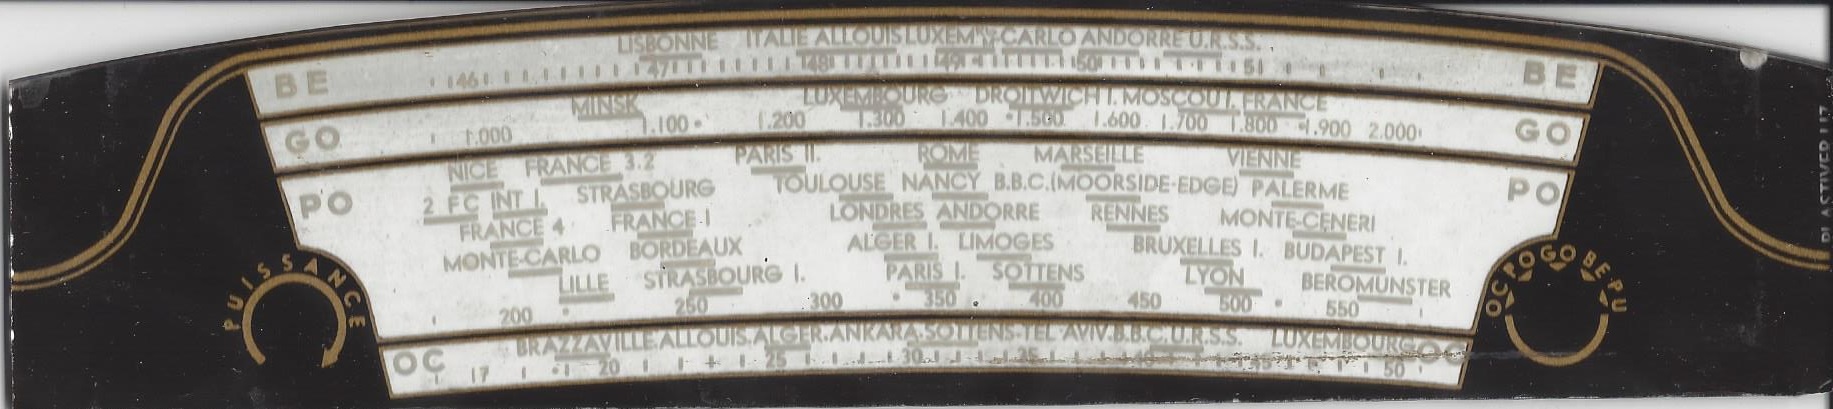 LISBONNE ITALIE ALLOUIS LUXEMG CARLO ANDORRE U.R.S.S.
BE 46 47 48 49 50 51 BE
MINSK LUXEMBOURG DROITWICH I. MOSCOU I. FRANCE
GO 1.000 1.100 1.200 1.300 1.400 1.500 1.600 1.700 1.800 1.900 2.000 GO
NICE FRANCE 3.2 PARIS II. ROME MARSEILLE VIENNE
PO 2 FC INT I. STRASBOURG TOULOUSE NANCY B.B.C.(MOORSIDE-EDGE) PALERME PO
FRANCE 4 FRANCE I LONDRES ANDORRE RENNES MONTE-CENERI
MONTE-CARLO BORDEAUX ALGER I. LIMOGES BRUXELLES I. BUDAPEST I.
LILLE STRASBOURG I. PARIS I. SOTTENS LYON BEROMUNSTER
200 250 300 350 400 450 500 550
PUISSANCE
OC PO GO BE PU
BRAZZAVILLE.ALLOUIS.ALGER.ANKARA.SOTTENS-TEL-AVIV.B.B.C.U.R.S.S. LUXEMBOURG OC
OC 17 20 25 30 50